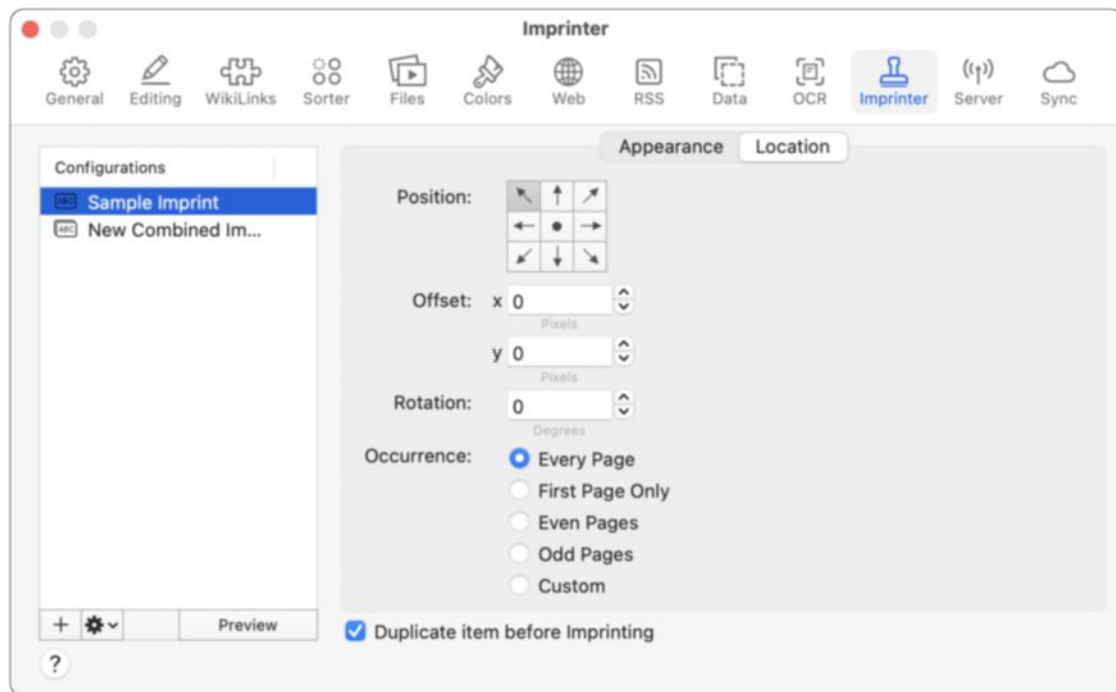 Imprinter
General Editing WikiLinks Sorter Files Colors Web RSS Data OCR Imprinter Server Sync
Appearance Location
Configurations
ABC Sample Imprint
ABC New Combined Im...
Position:
Offset: x 0
Pixels
y 0
Pixels
Rotation: 0
Degrees
Occurrence: Every Page
First Page Only
Even Pages
Odd Pages
Custom
+ Preview
Duplicate item before Imprinting
?